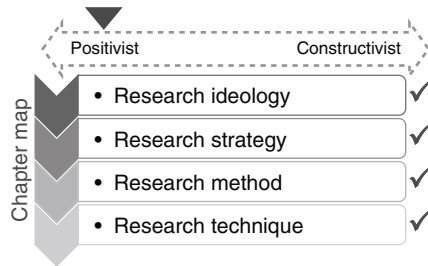 Positivist Constructivist
Chapter map
• Research ideology
• Research strategy
• Research method
• Research technique